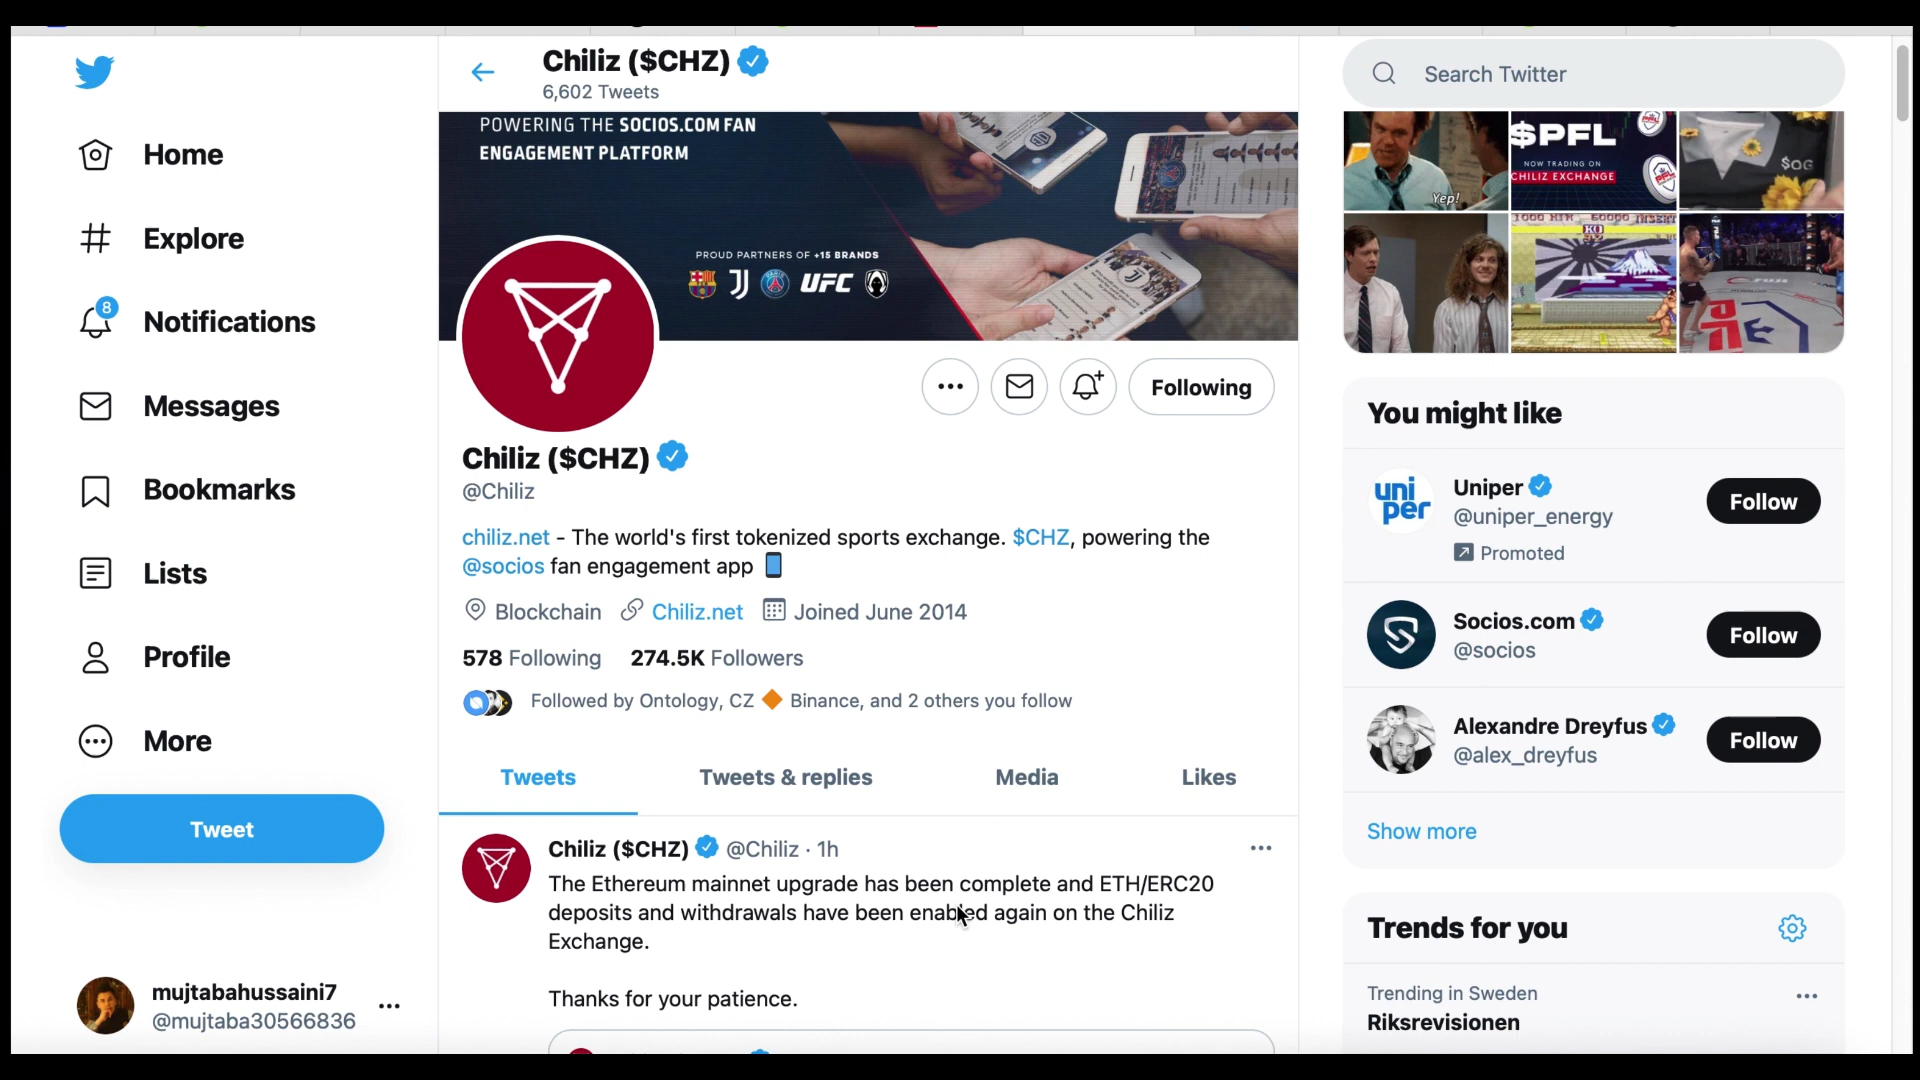 Chiliz ($CHZ)
6,602 Tweets
Search Twitter
Home
Explore
8
Notifications
Messages
Bookmarks
Lists
Profile
More
Tweet
mujtabahussaini7
@mujtaba30566836
POWERING THE SOCIOS.COM FAN
ENGAGEMENT PLATFORM
PROUD PARTNERS OF +15 BRANDS
UFC
Following
Chiliz ($CHZ)
@Chiliz
chiliz.net - The world's first tokenized sports exchange. $CHZ, powering the
@socios fan engagement app
Blockchain Chiliz.net Joined June 2014
578 Following 274.5K Followers
Followed by Ontology, CZ Binance, and 2 others you follow
Tweets Tweets & replies Media Likes
Chiliz ($CHZ) @Chiliz · 1h
The Ethereum mainnet upgrade has been complete and ETH/ERC20
deposits and withdrawals have been enabled again on the Chiliz
Exchange.
Thanks for your patience.
Yep!
$PFL
NOW TRADING ON
CHILIZ EXCHANGE
$OG
KO
You might like
uni
per
Uniper
@uniper_energy
Promoted
Follow
Socios.com
@socios
Follow
Alexandre Dreyfus
@alex_dreyfus
Follow
Show more
Trends for you
Trending in Sweden
Riksrevisionen